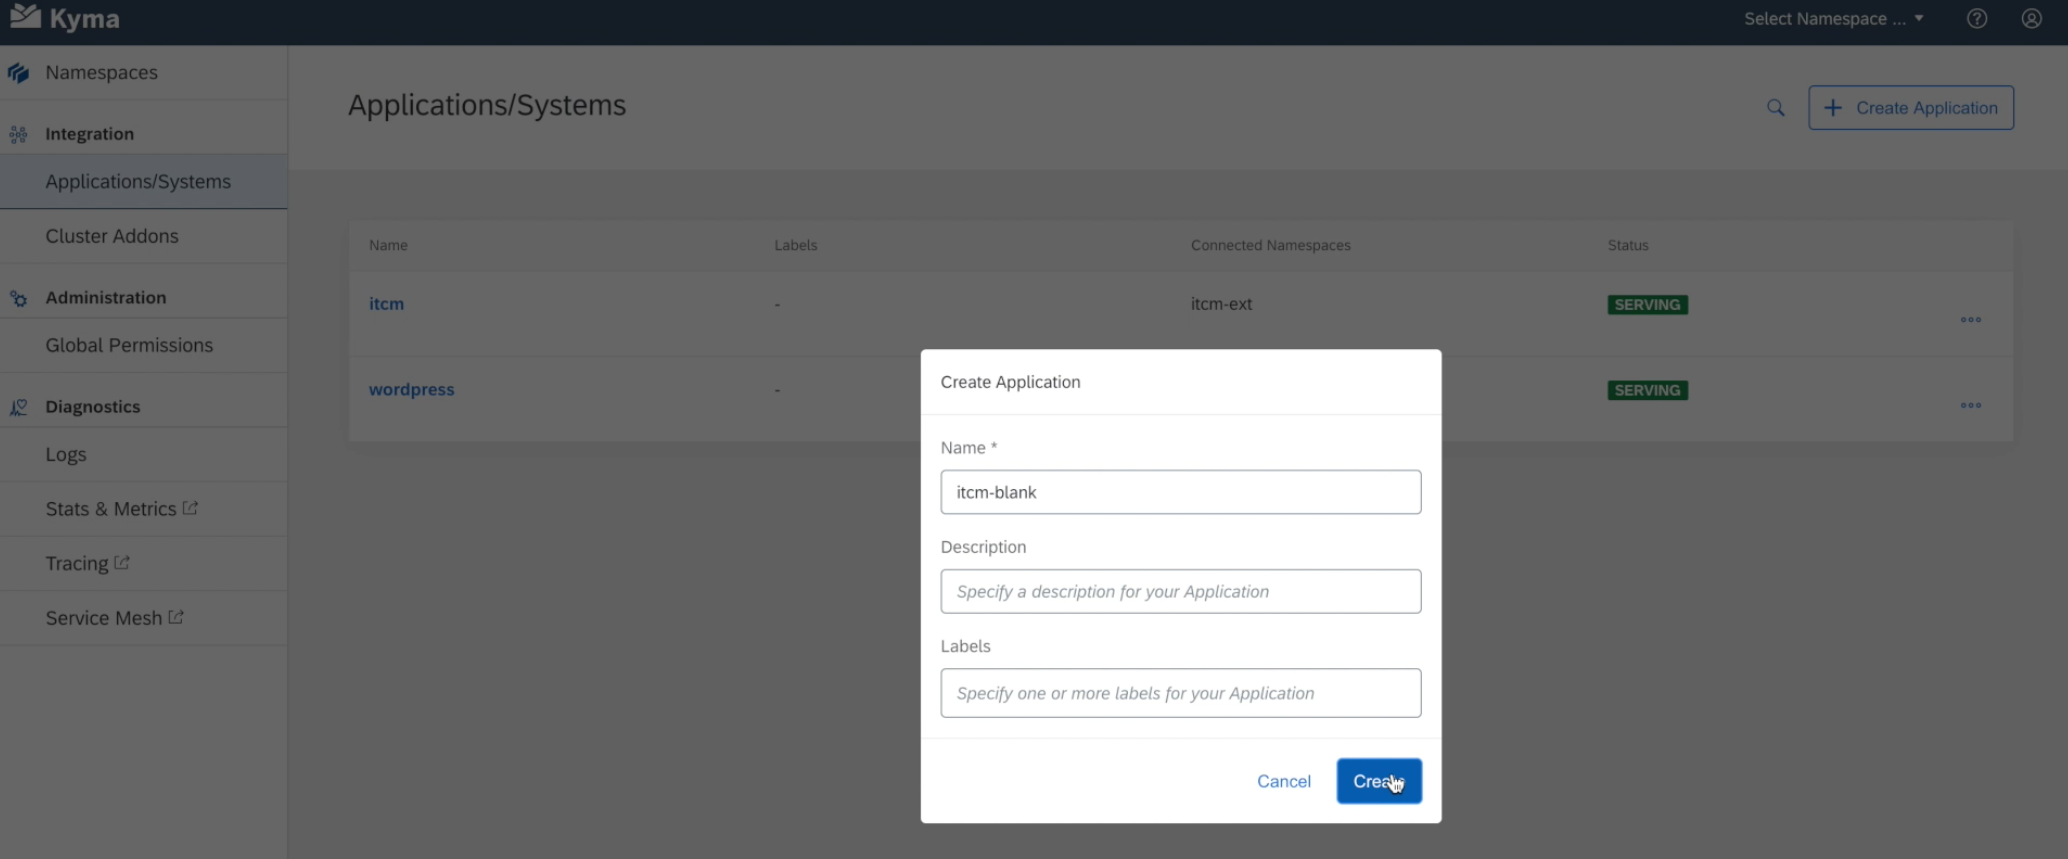 Kyma
Select Namespace ...
Namespaces
Integration
Applications/Systems
Cluster Addons
Administration
Global Permissions
Diagnostics
Logs
Stats & Metrics
Tracing
Service Mesh
Applications/Systems
Create Application
Name Labels Connected Namespaces Status
itcm - itcm-ext SERVING
wordpress - SERVING
Create Application
Name *
itcm-blank
Description
Specify a description for your Application
Labels
Specify one or more labels for your Application
Cancel Create